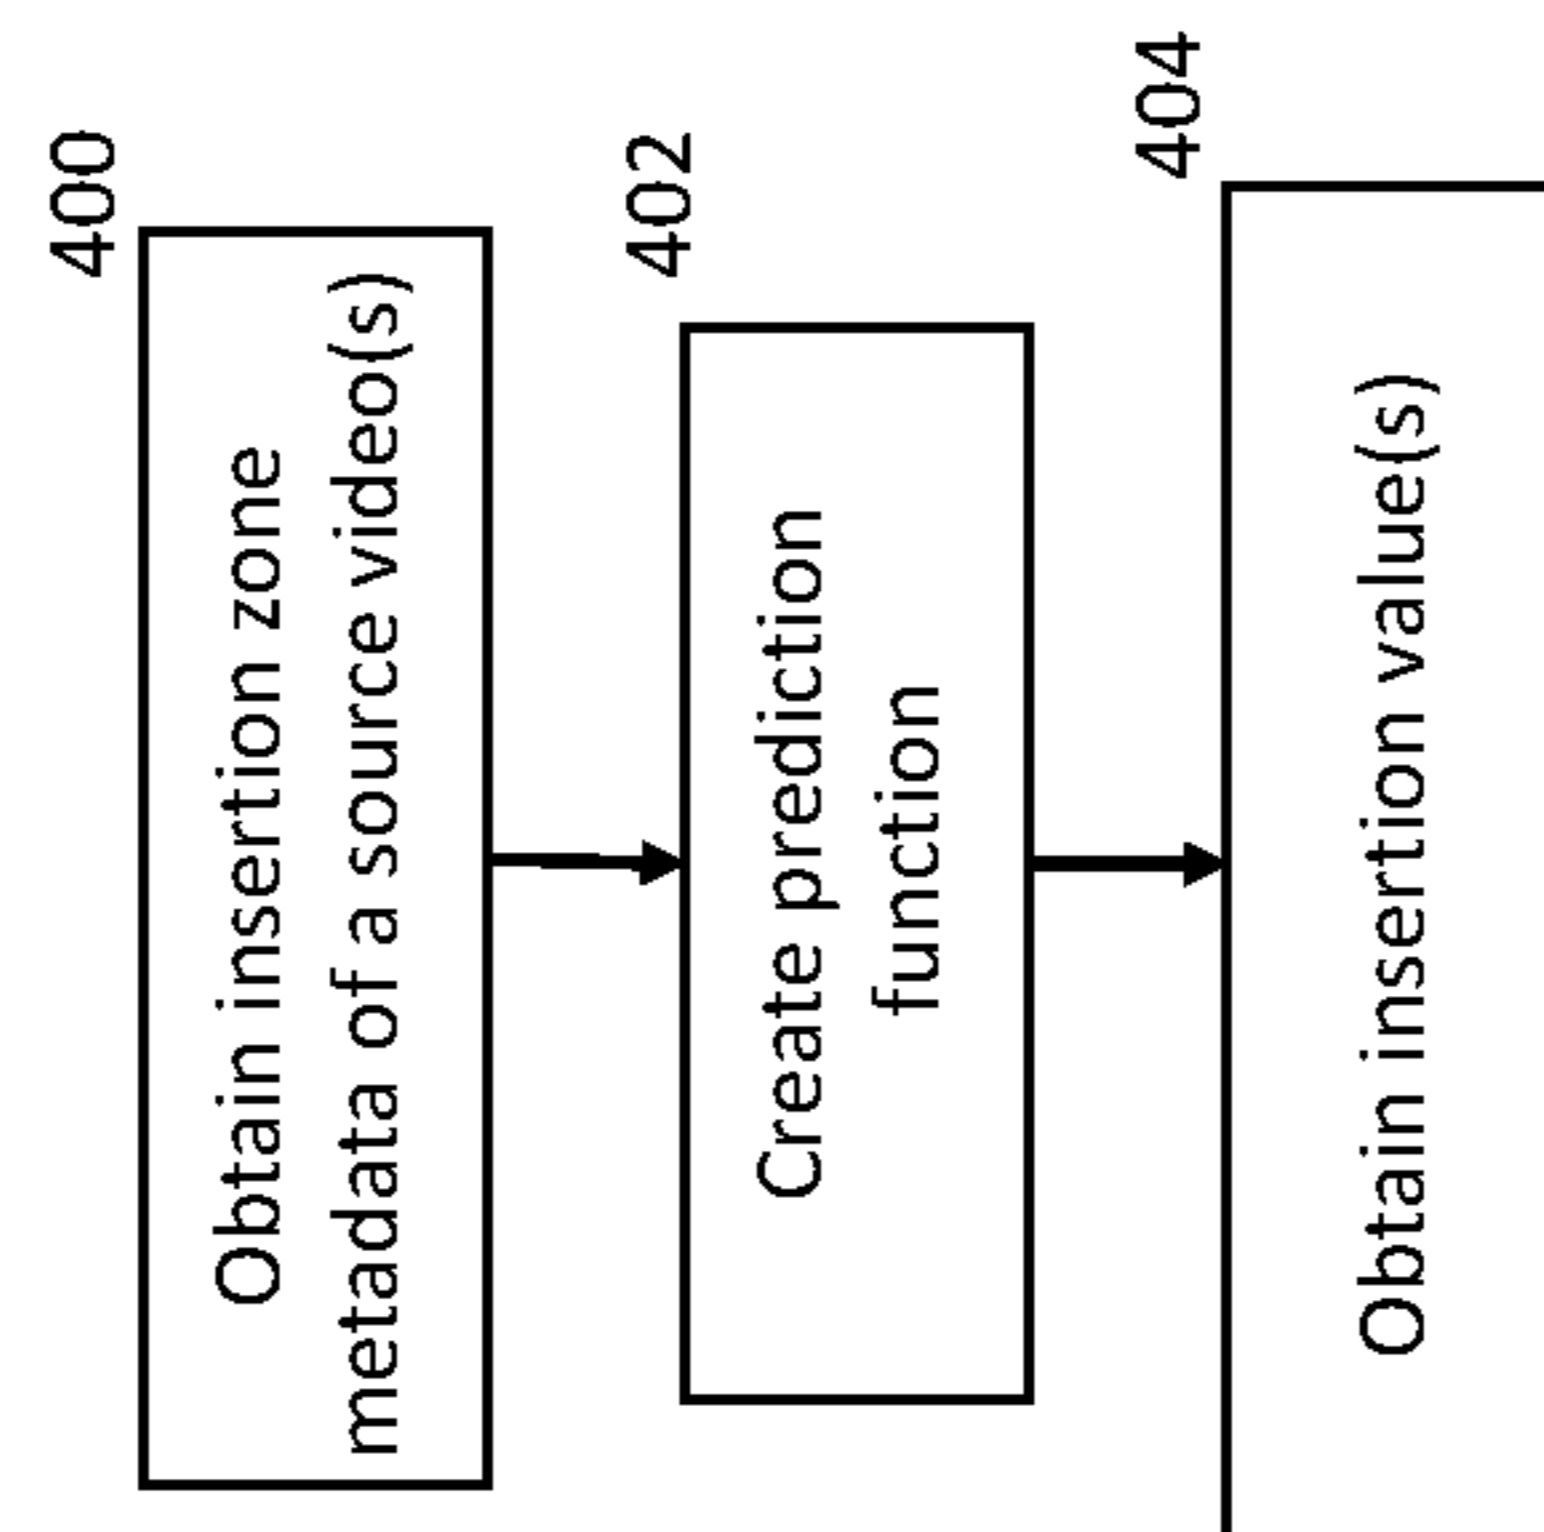 400
Obtain insertion zone
metadata of a source video(s)
402
Create prediction
function
404
Obtain insertion value(s)